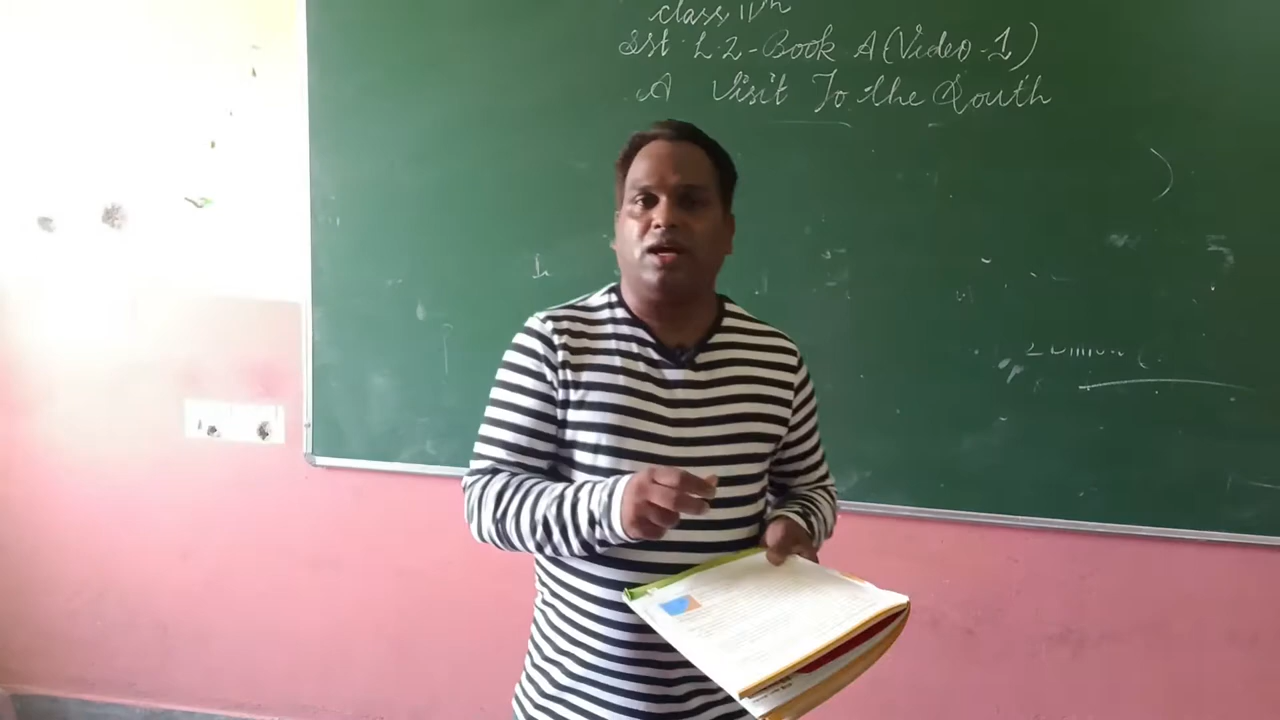 class IVth
SSt L.2 - Book A (Video - 1)
A Visit To the South